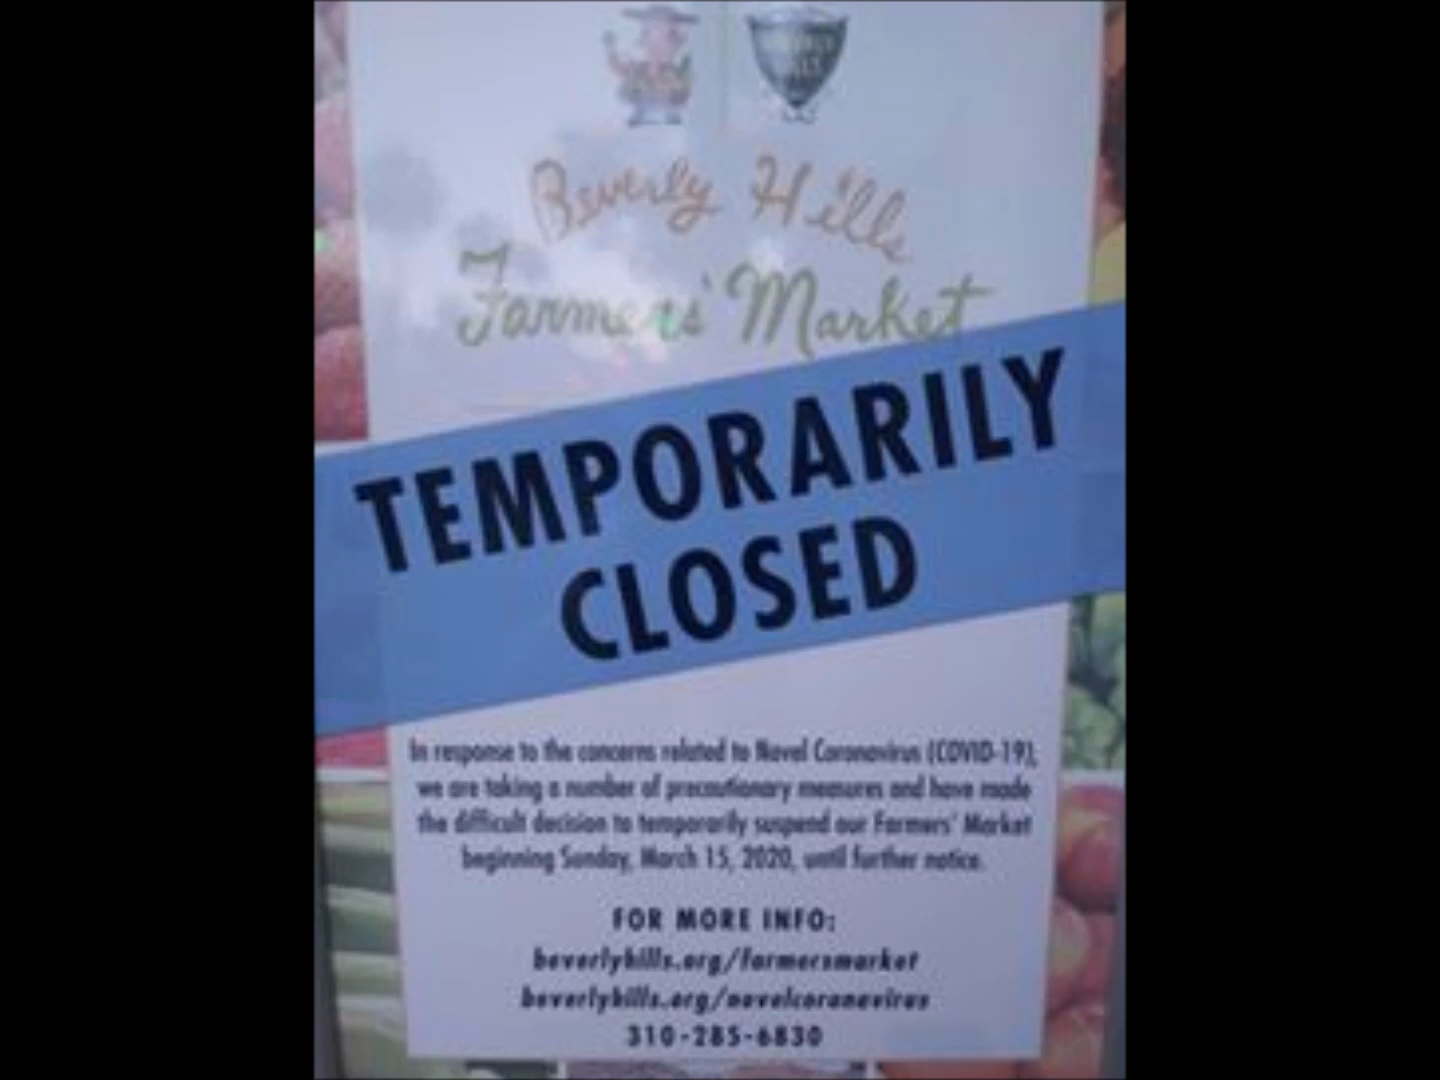 BEVERLY HILLS
Beverly Hills
Farmers' Market
TEMPORARILY
CLOSED
In response to the concerns related to Novel Coronavirus (COVID-19),
we are taking a number of precautionary measures and have made
the difficult decision to temporarily suspend our Farmers' Market
beginning Sunday, March 15, 2020, until further notice.
FOR MORE INFO:
beverlyhills.org/farmersmarket
beverlyhills.org/novelcoronavirus
310-285-6830